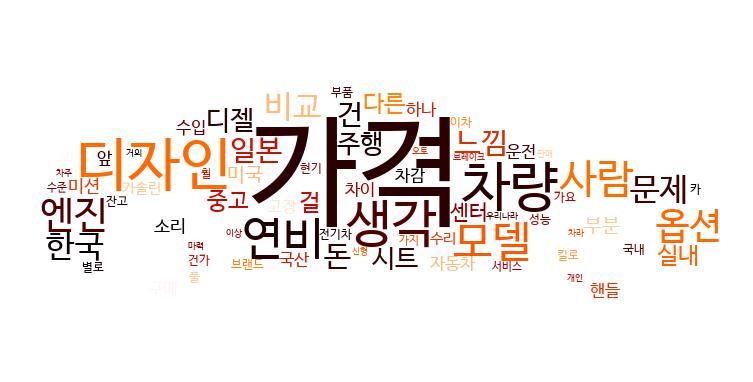 부품
비교 건 다른 하나
수입 디젤 이차
디자인 일본 가격 주행 느낌 운전
앞 거의 오토 브레이크 판매
차주 미션 가솔린 휠 미국 현기 차감 차량 사람 문제 카
수준 차이
엔진 잔고 중고 고장 걸 생각 센터 우리나라 가요 옵션
한국 소리 연비 전기차 성능 부분
이상 모델 차라
마력 돈 가지 수리 국내 실내
별로 건가 브랜드 국산 신형 시트 자동차 서비스 킬로
구매 풀 개인
핸들